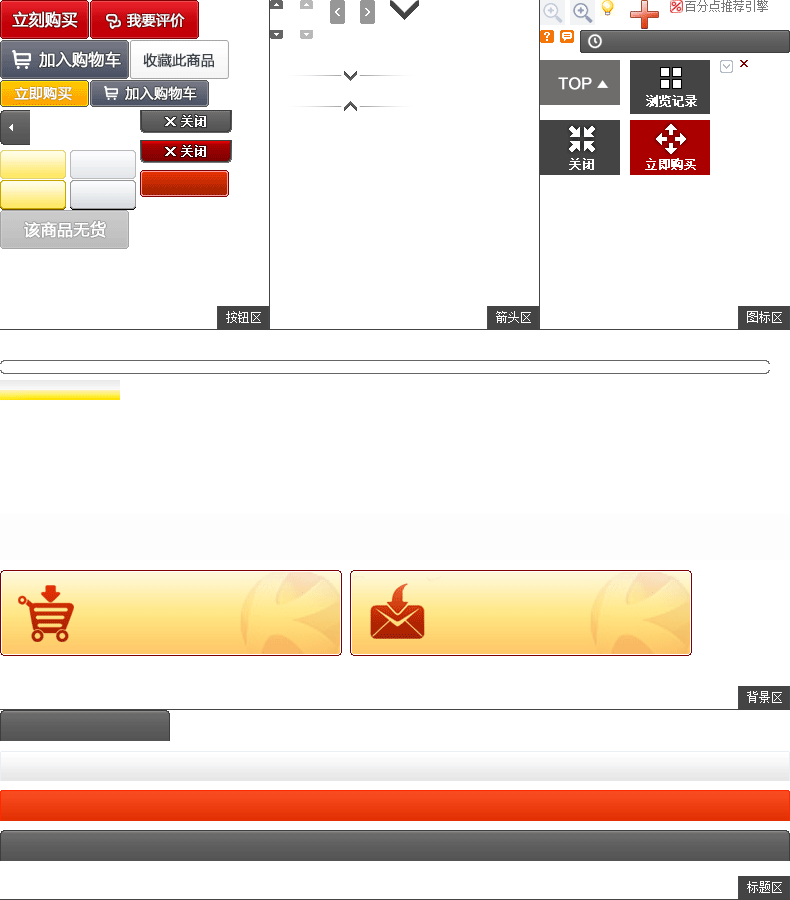 立刻购买
我要评价
百分点推荐引擎
加入购物车
收藏此商品
立即购买
加入购物车
TOP
浏览记录
关闭
关闭
关闭
立即购买
该商品无货
按钮区
箭头区
图标区
背景区
标题区